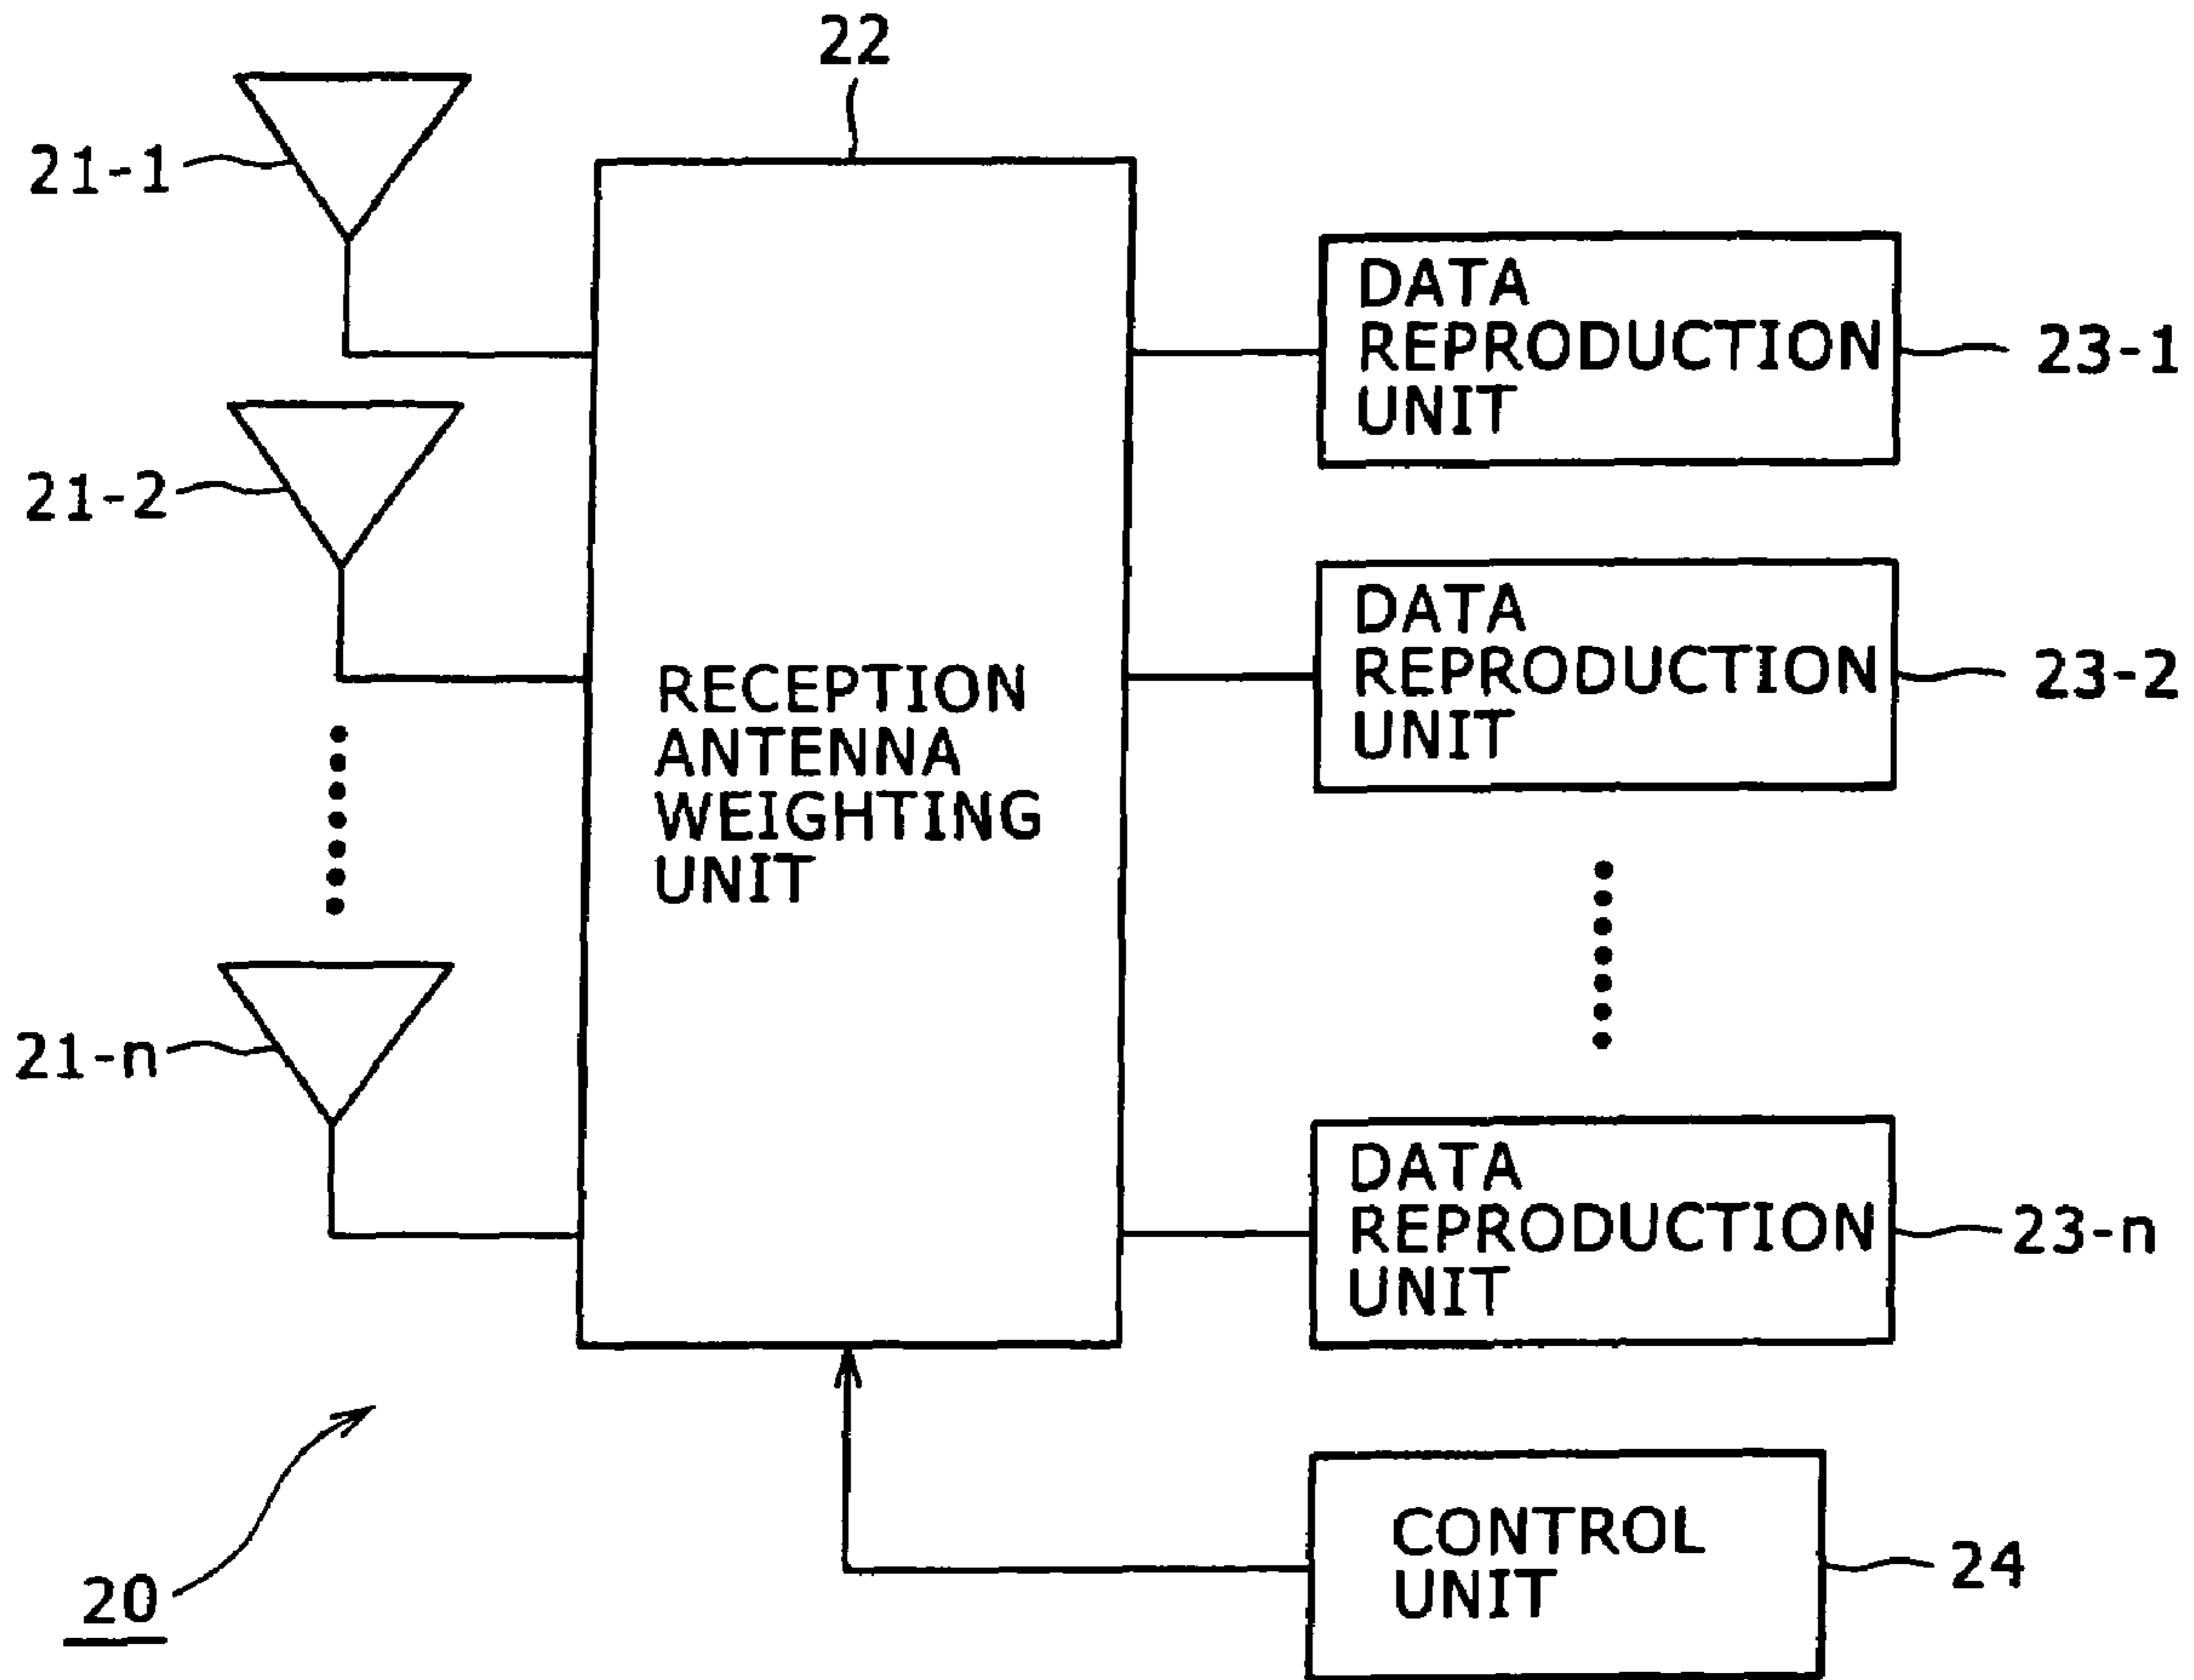 22
21-1
DATA
REPRODUCTION
UNIT
23-1
21-2
DATA
REPRODUCTION
UNIT
23-2
RECEPTION
ANTENNA
WEIGHTING
UNIT
21-n
DATA
REPRODUCTION
UNIT
23-n
CONTROL
UNIT
24
20